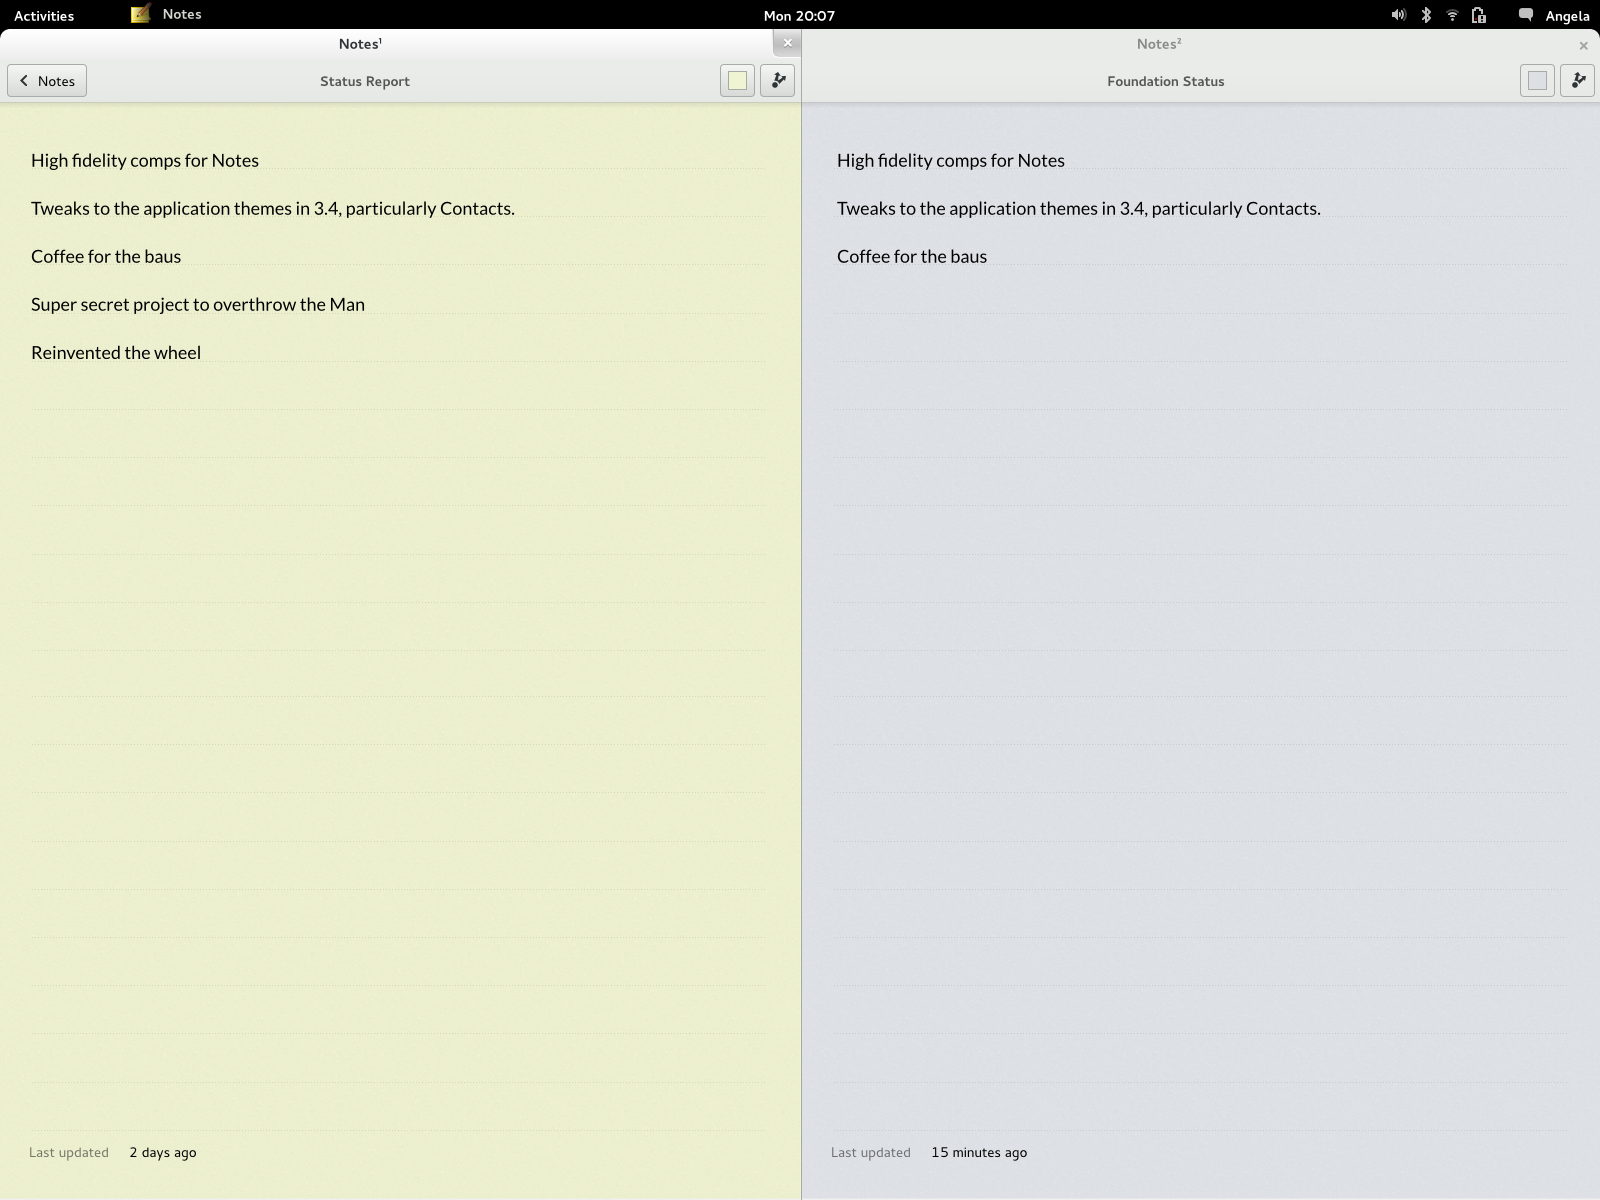 Activities Notes Mon 20:07 Angela
Notes¹
Notes Status Report
High fidelity comps for Notes
Tweaks to the application themes in 3.4, particularly Contacts.
Coffee for the baus
Super secret project to overthrow the Man
Reinvented the wheel
Last updated 2 days ago
Notes²
Foundation Status
High fidelity comps for Notes
Tweaks to the application themes in 3.4, particularly Contacts.
Coffee for the baus
Last updated 15 minutes ago